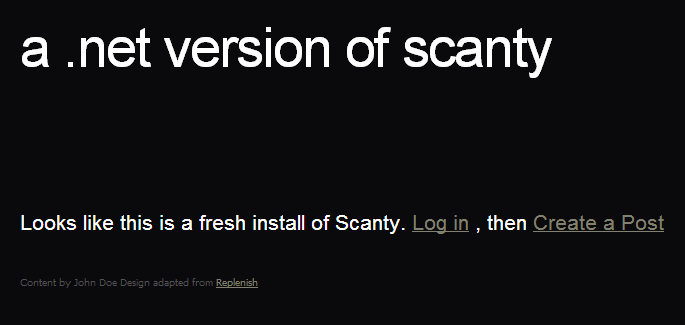 a .net version of scanty
Looks like this is a fresh install of Scanty. Log in , then Create a Post
Content by John Doe Design adapted from Replenish